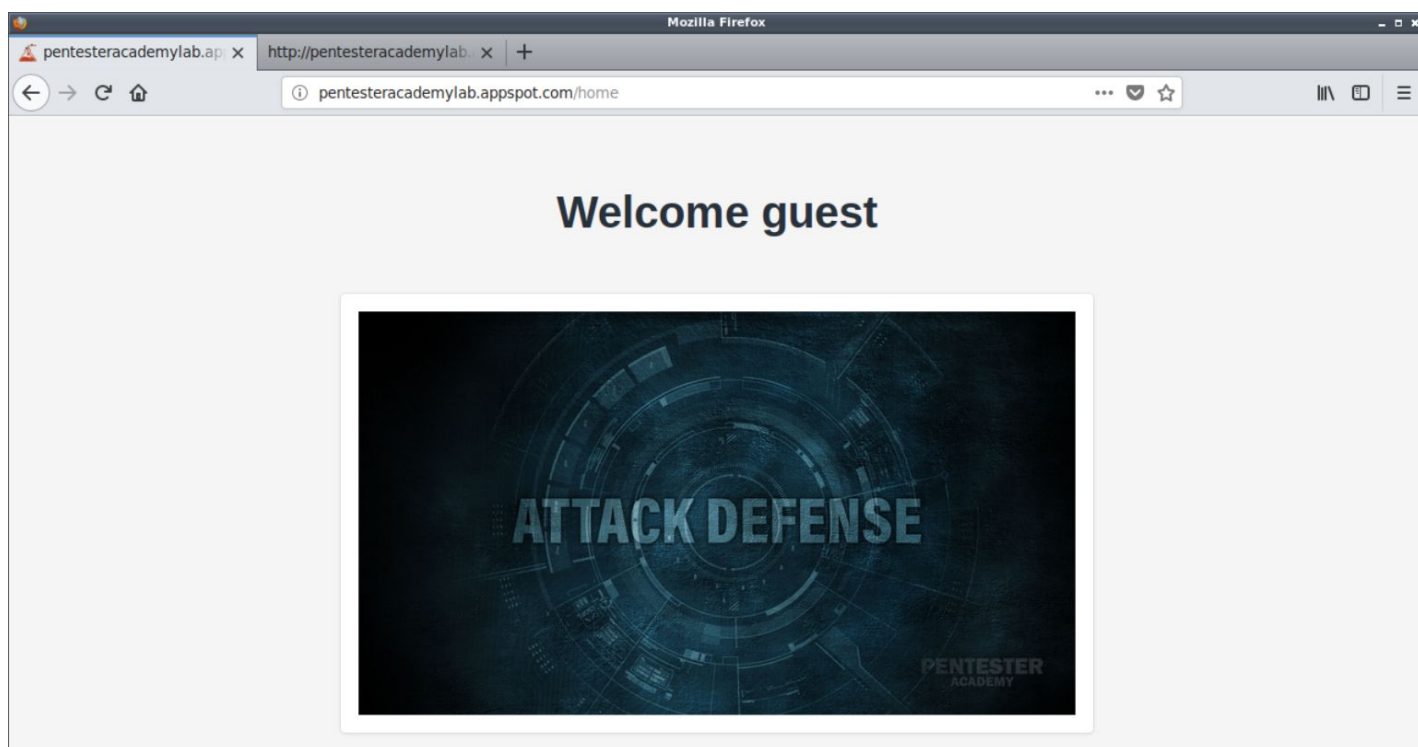 Mozilla Firefox
pentesteracademylab.ap
http://pentesteracademylab.
pentesteracademylab.appspot.com/home
Welcome guest
ATTACK DEFENSE
PENTESTER
ACADEMY